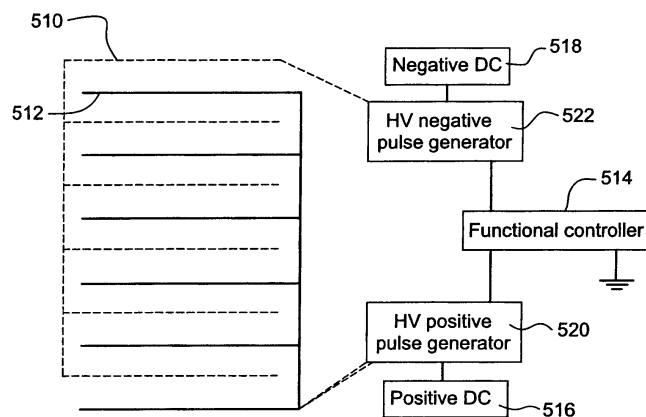 510
518
Negative DC
512
HV negative
pulse generator
522
514
Functional controller
HV positive
pulse generator
520
Positive DC
516